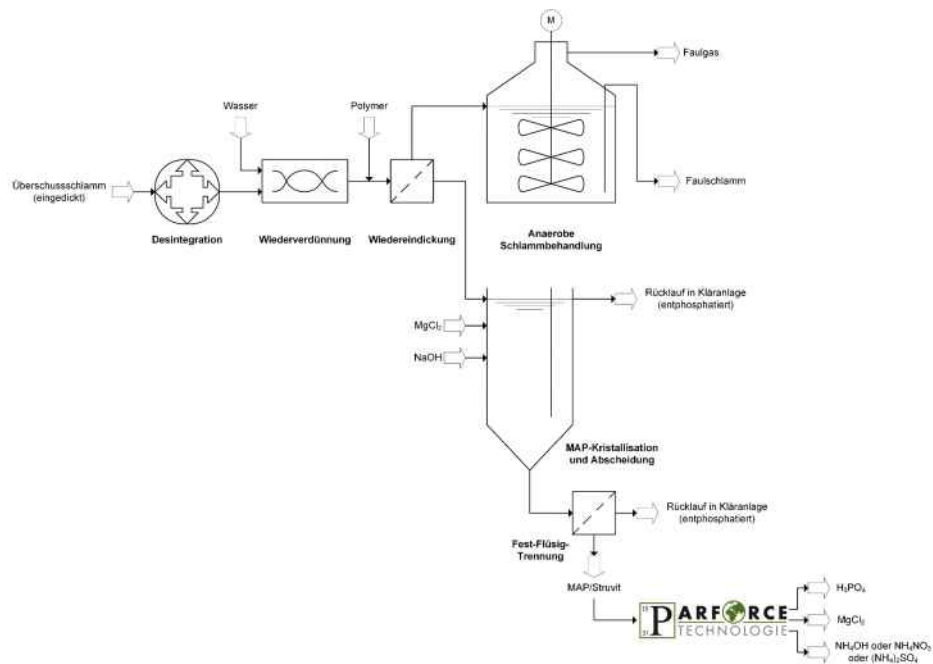 M
Faulgas
Wasser
Polymer
Überschussschlamm
(eingedickt)
Faulschlamm
Desintegration
Wiederverdünnung
Wiedereindickung
Anaerobe
Schlammbehandlung
Rücklauf in Kläranlage
(entphosphatiert)
MgCl₂
NaOH
MAP-Kristallisation
und Abscheidung
Rücklauf in Kläranlage
(entphosphatiert)
Fest-Flüsig-
Trennung
MAP/Struvit
H₃PO₄
15
PARFORCE
31
TECHNOLOGIE
MgCl₂
NH₄OH oder NH₄NO₃
oder (NH₄)₂SO₄